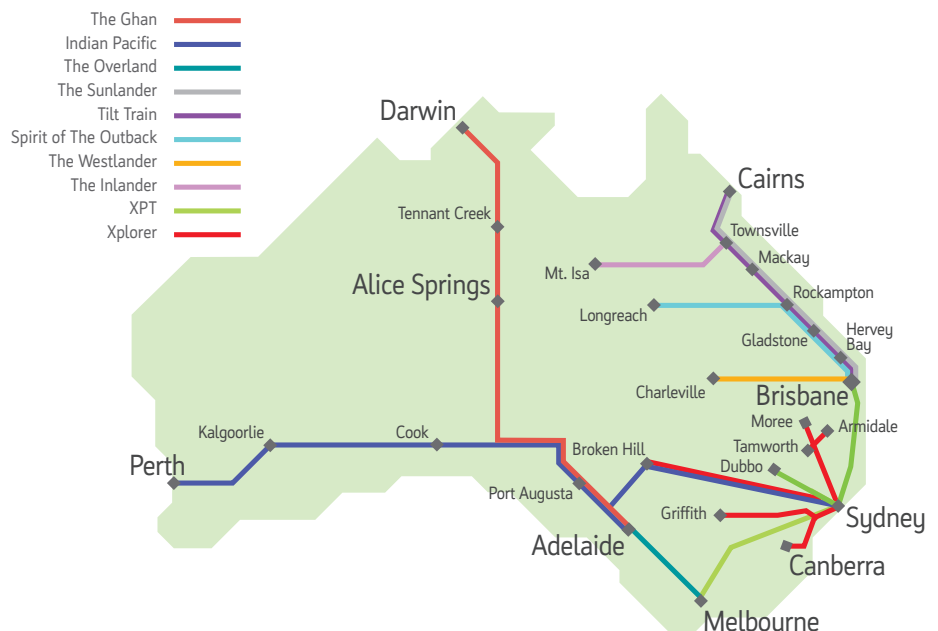 The Ghan
Indian Pacific
The Overland
The Sunlander
Tilt Train
Spirit of The Outback
The Westlander
The Inlander
XPT
Xplorer
Darwin
Cairns
Tennant Creek
Townsville
Mackay
Mt. Isa
Alice Springs
Rockampton
Longreach
Gladstone
Hervey
Bay
Charleville
Brisbane
Moree
Armidale
Kalgoorlie
Cook
Broken Hill
Tamworth
Perth
Dubbo
Port Augusta
Griffith
Sydney
Adelaide
Canberra
Melbourne